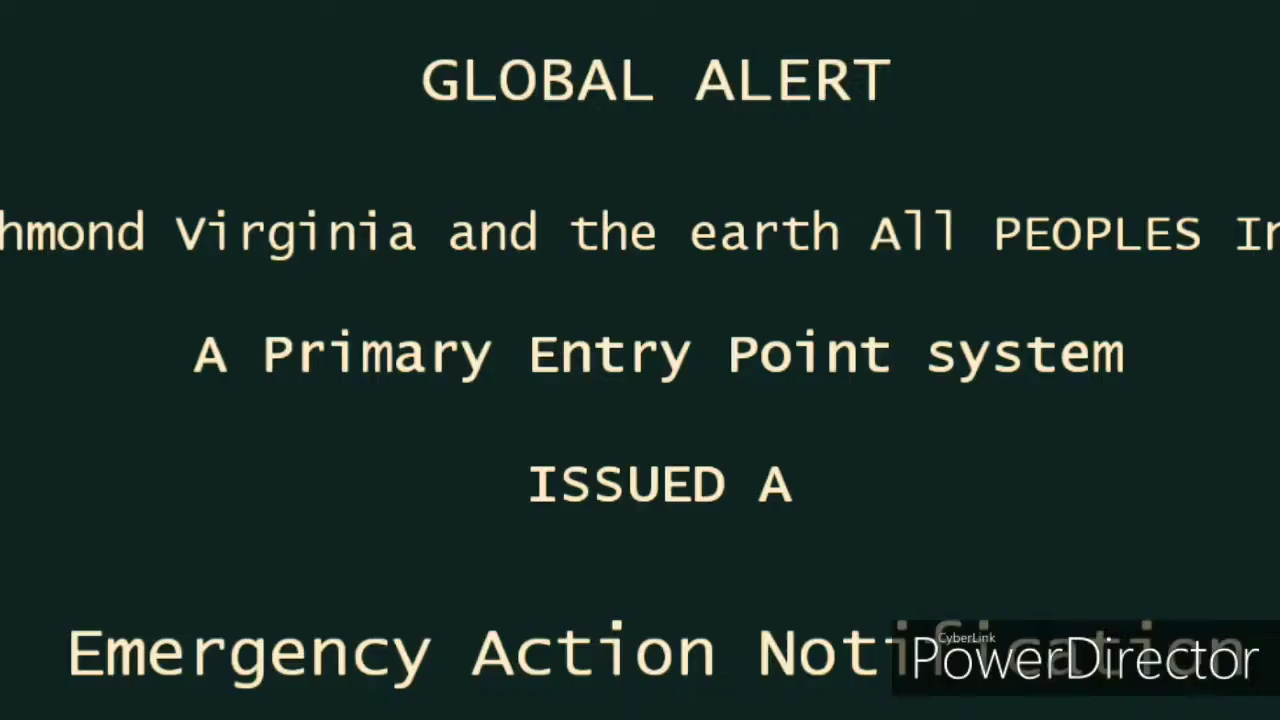 GLOBAL ALERT
hmond Virginia and the earth All PEOPLES In
A Primary Entry Point system
ISSUED A
Emergency Action Notification
CyberLink
PowerDirector